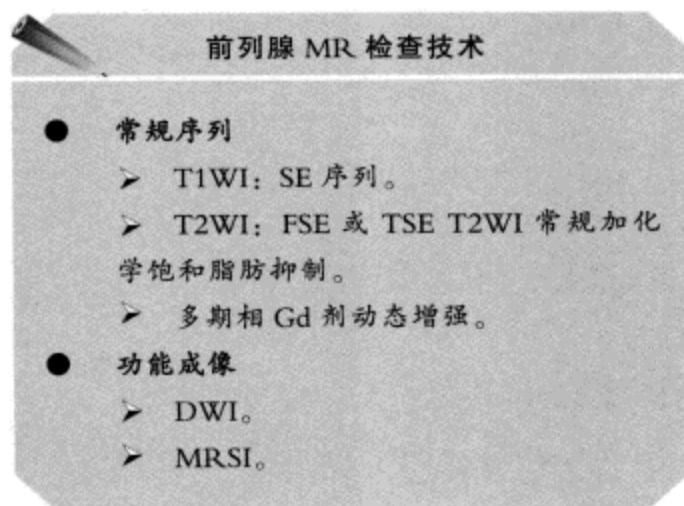 前列腺 MR 检查技术
● 常规序列
➢ T1WI：SE 序列。
➢ T2WI：FSE 或 TSE T2WI 常规加化
学饱和脂肪抑制。
➢ 多期相 Gd 剂动态增强。
● 功能成像
➢ DWI。
➢ MRSI。